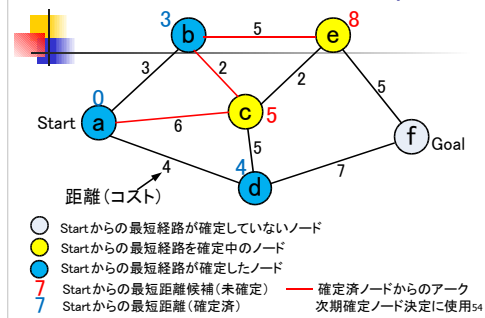 3
b
5
e
8
3
2
2
5
0
Start a
6
c 5
f Goal
5
4
4
d
7
距離(コスト)
Startからの最短経路が確定していないノード
Startからの最短経路を確定中のノード
Startからの最短経路が確定したノード
7 Startからの最短距離候補(未確定) 確定済ノードからのアーク
7 Startからの最短距離(確定済) 次期確定ノード決定に使用54